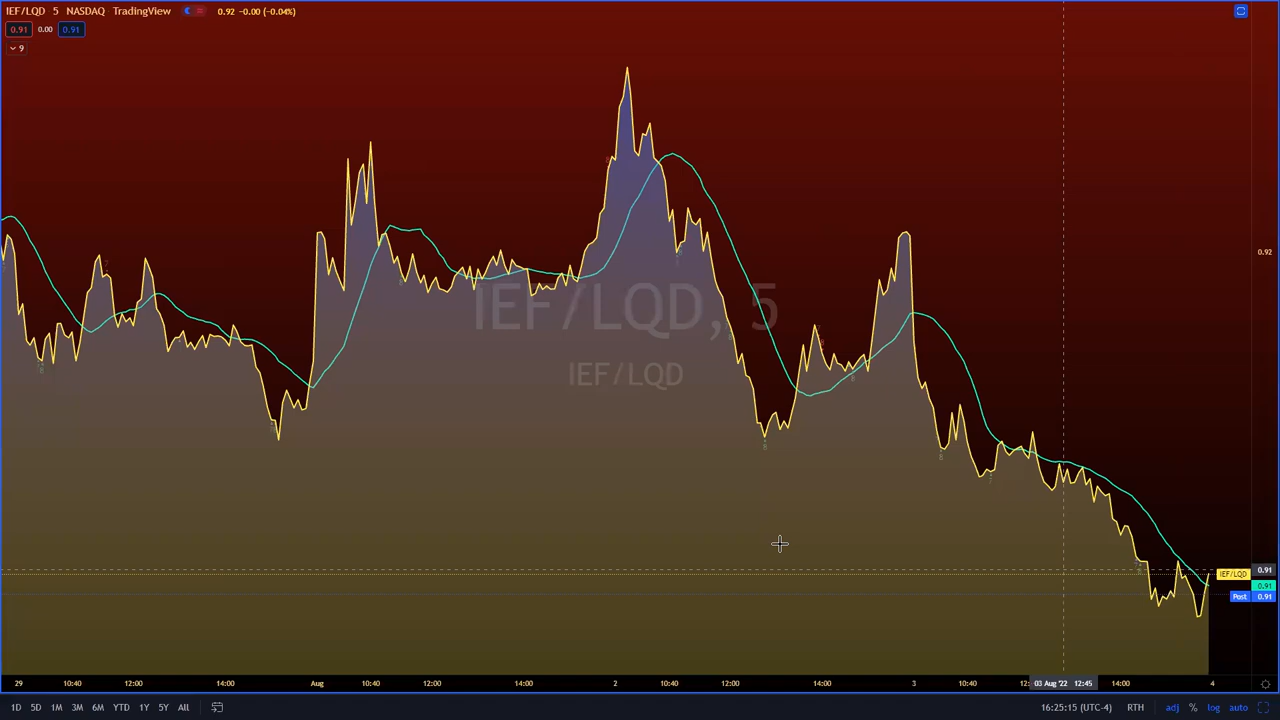 IEF/LQD 5 NASDAQ TradingView 0.92 −0.00 (−0.04%)
0.91 0.00 0.91
9
IEF/LQD, 5
IEF/LQD
0.92
0.91
IEF/LQD
0.91
Post 0.91
29 10:40 12:00 14:00 Aug 10:40 12:00 14:00 2 10:40 12:00 14:00 3 10:40 12: 03 Aug '22 12:45 14:00 4
1D 5D 1M 3M 6M YTD 1Y 5Y All 16:25:15 (UTC-4) RTH adj % log auto